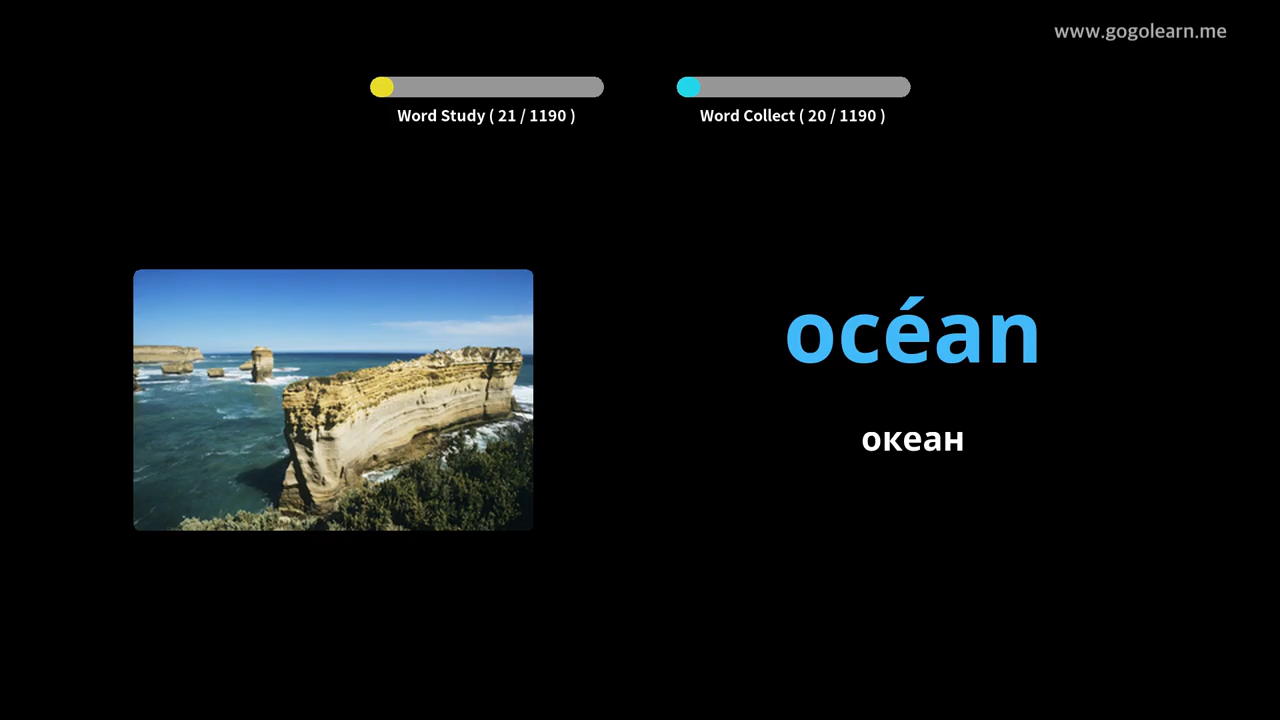 www.gogolearn.me
Word Study ( 21 / 1190 )
Word Collect ( 20 / 1190 )
océan
океан